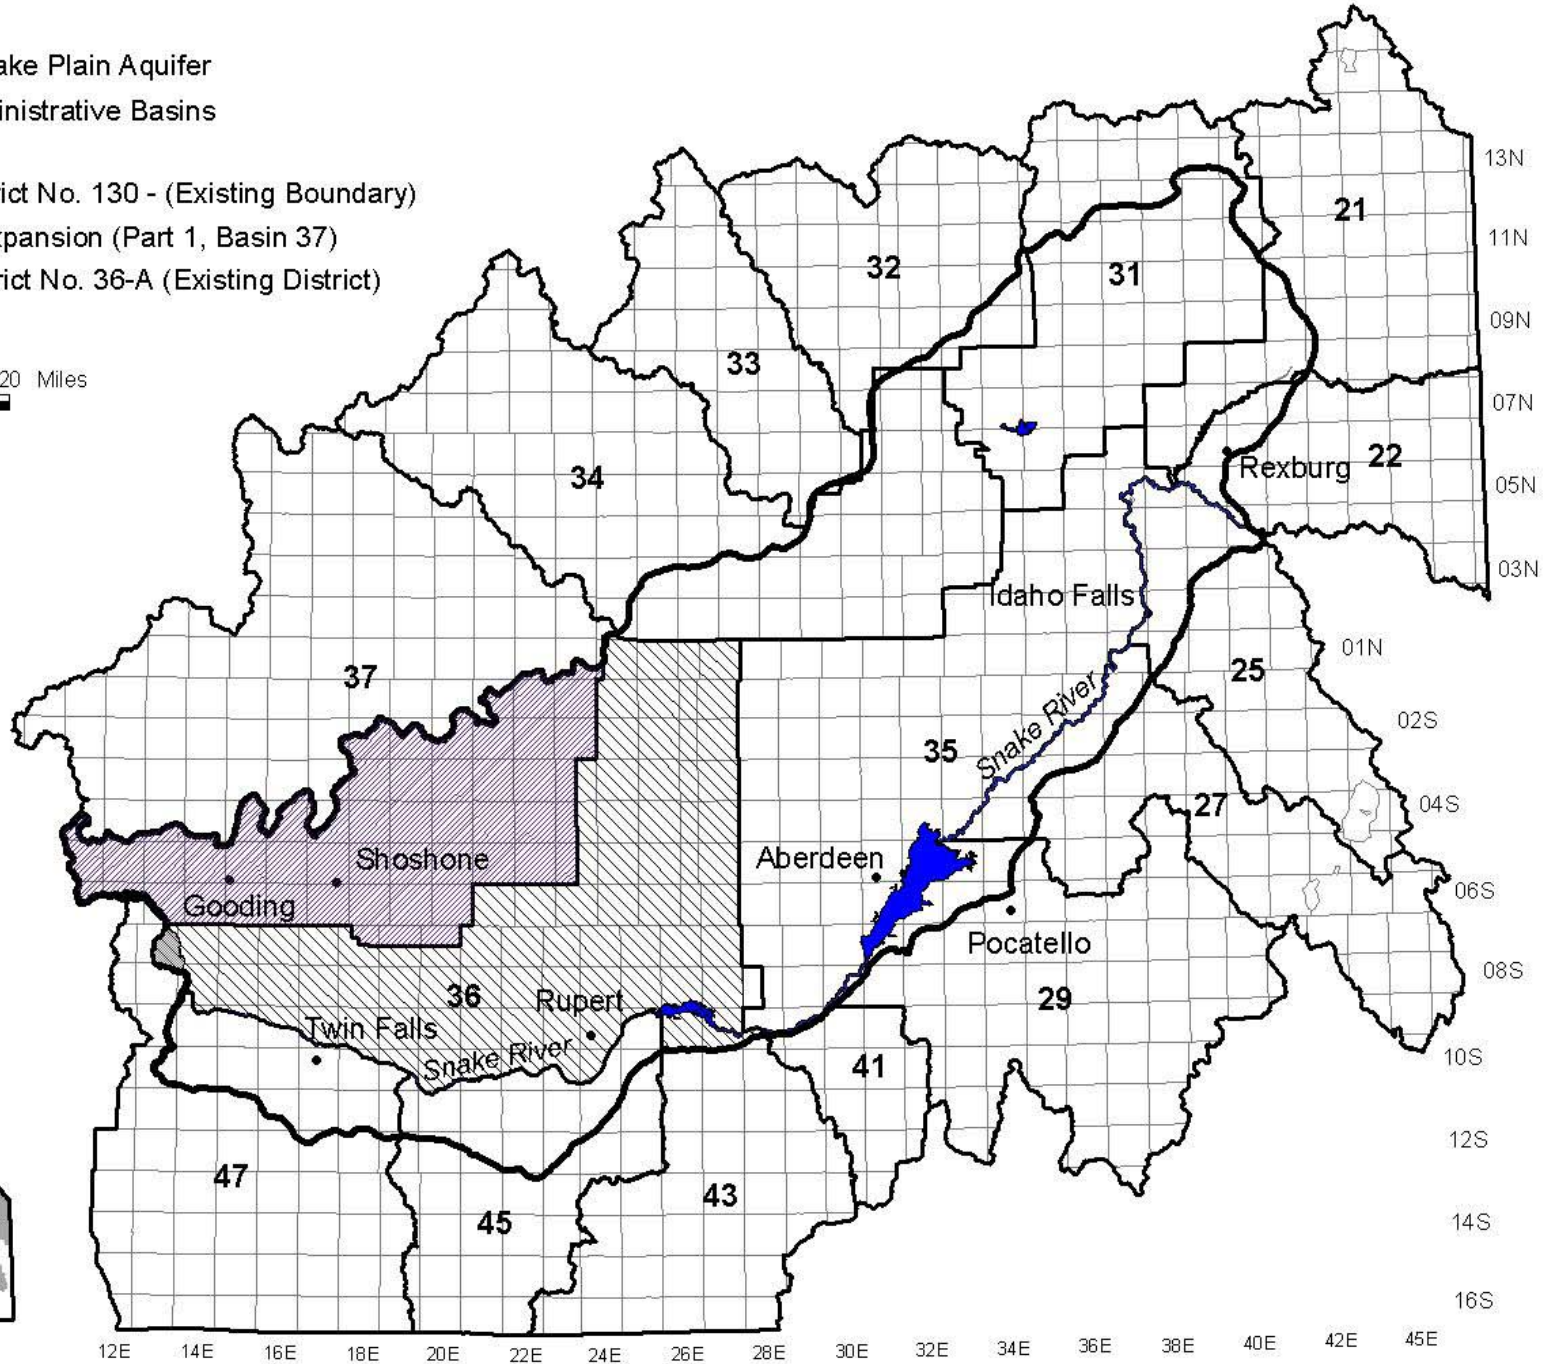 ake Plain Aquifer
inistrative Basins
rict No. 130 - (Existing Boundary)
xpansion (Part 1, Basin 37)
rict No. 36-A (Existing District)
20 Miles
13N
21
11N
32
31
09N
33
07N
Rexburg 22
34
05N
03N
Idaho Falls
01N
37
25
02S
Snake River
35
27
04S
Shoshone
Aberdeen
06S
Gooding
Pocatello
08S
36
Rupert
29
Twin Falls
Snake River
10S
41
12S
47
43
45
14S
16S
12E 14E 16E 18E 20E 22E 24E 26E 28E 30E 32E 34E 36E 38E 40E 42E 45E